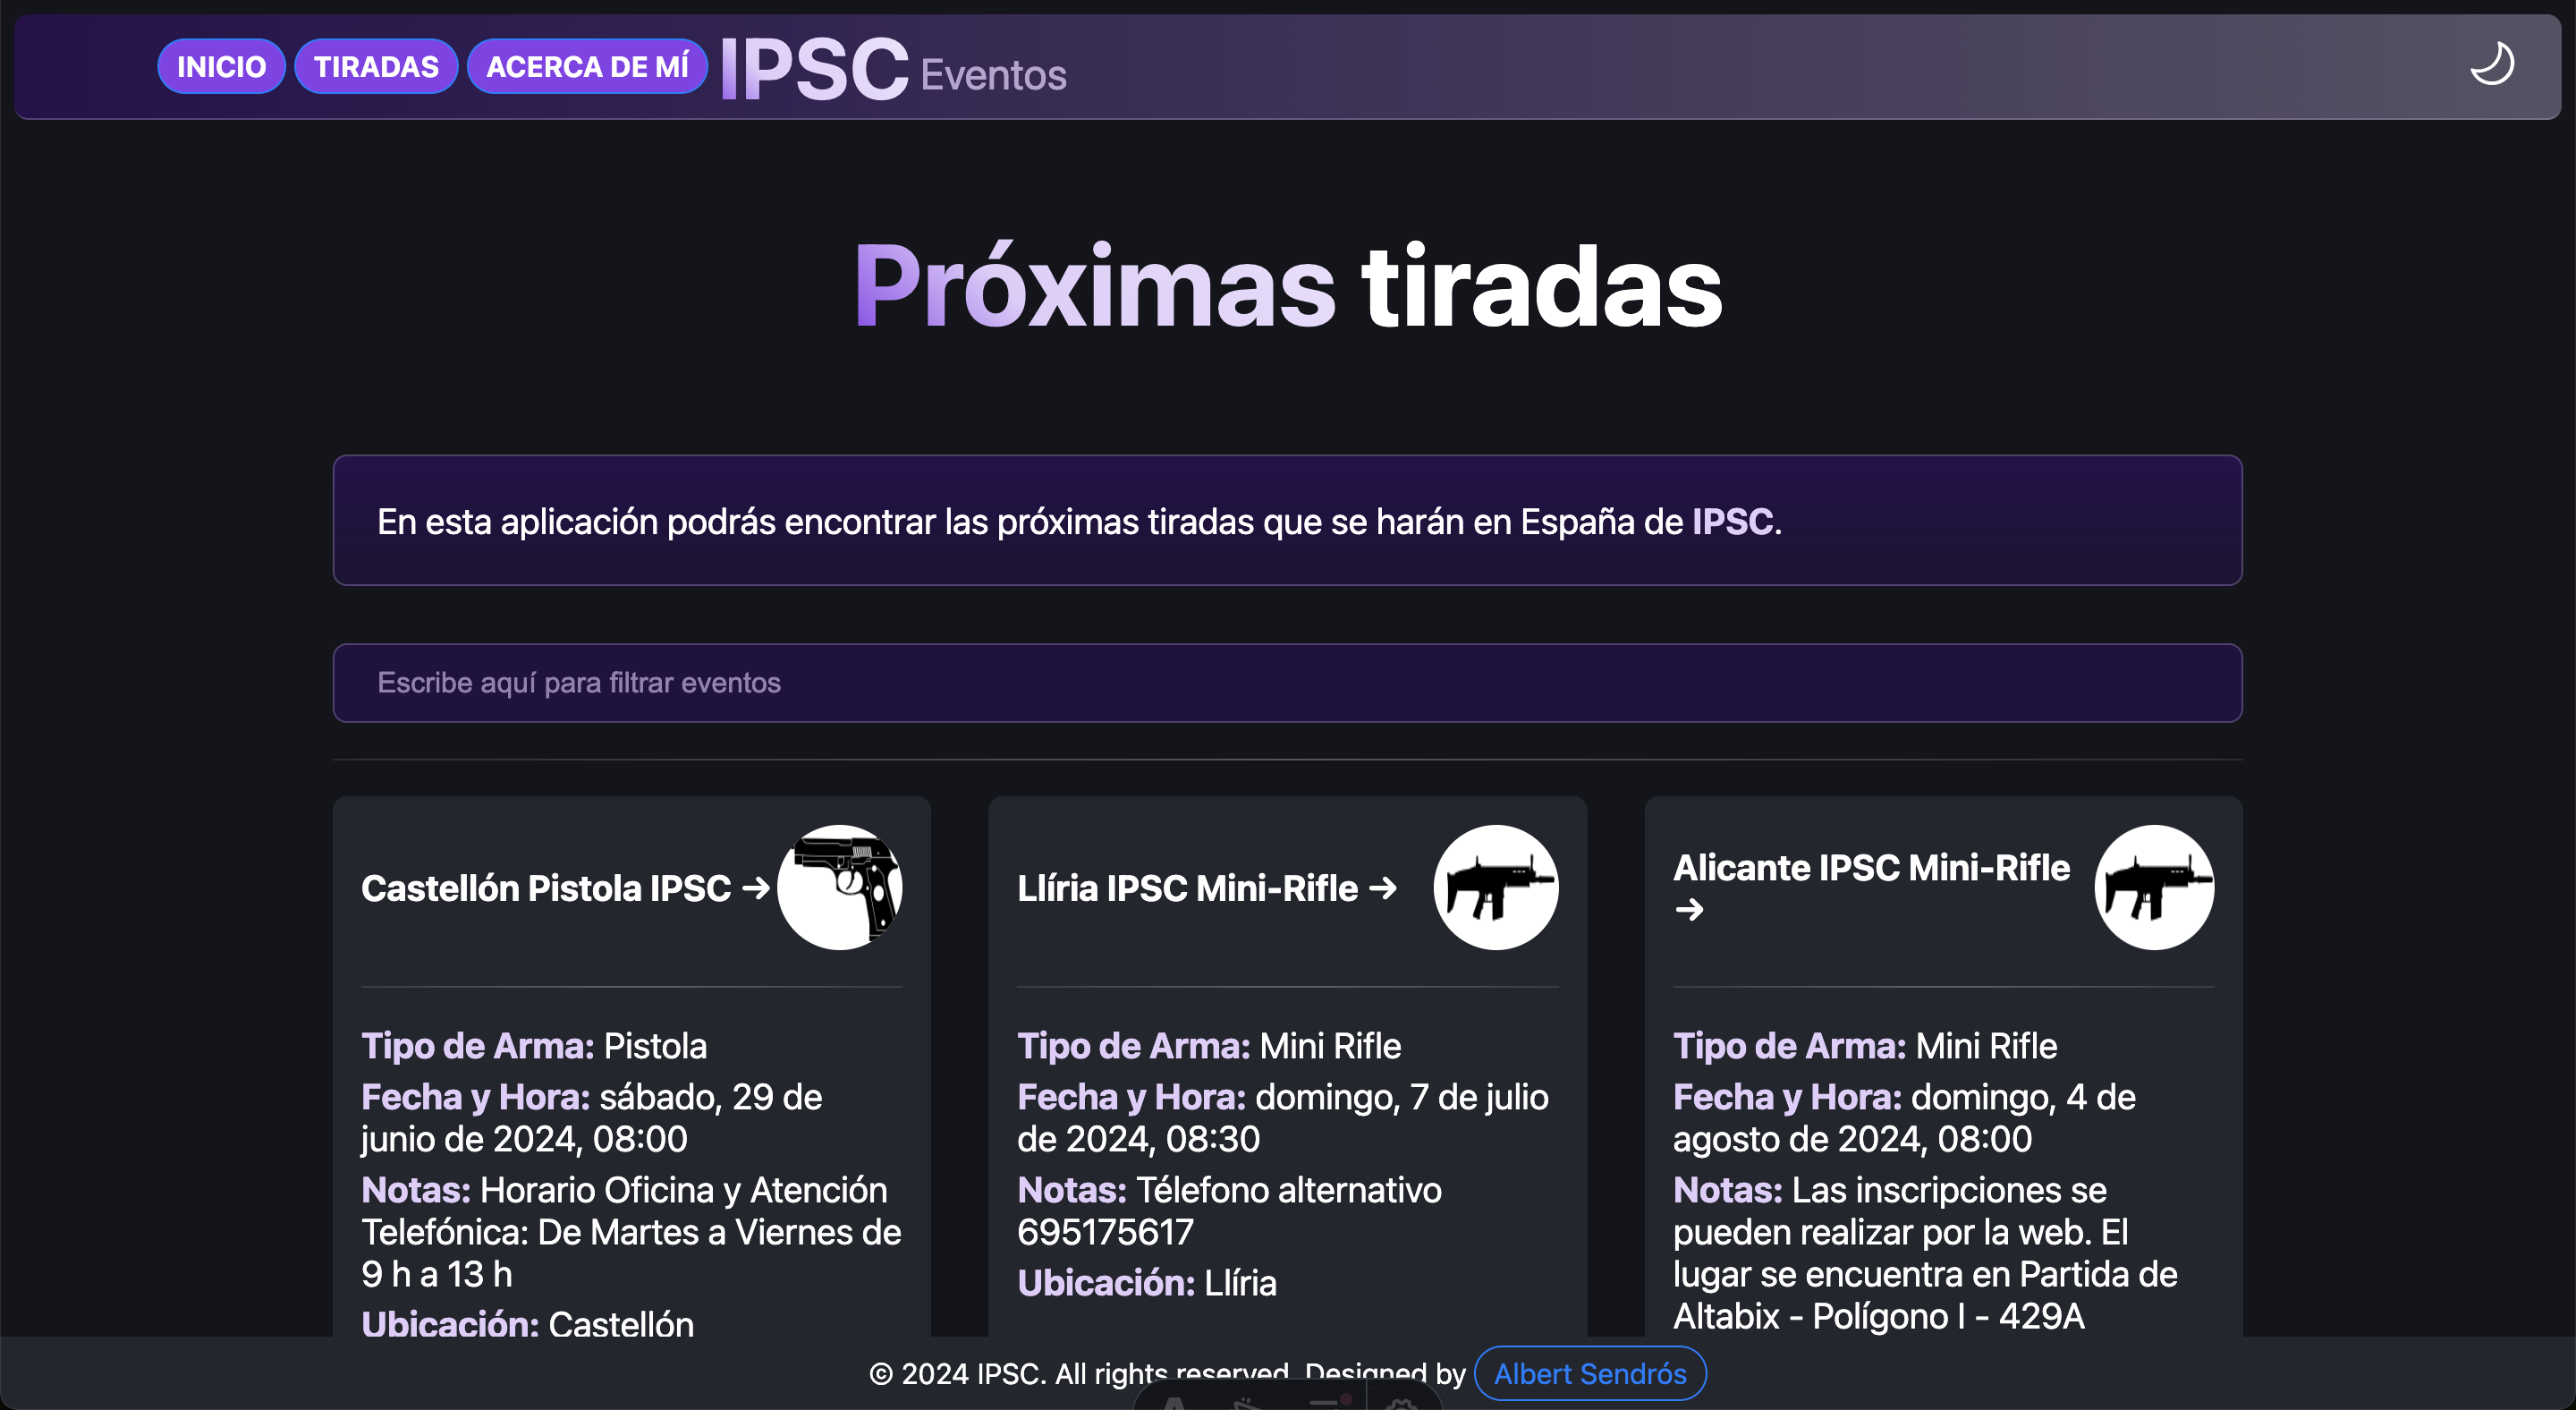 INICIO TIRADAS ACERCA DE MÍ IPSC Eventos
Próximas tiradas
En esta aplicación podrás encontrar las próximas tiradas que se harán en España de IPSC.
Escribe aquí para filtrar eventos
Castellón Pistola IPSC →
Tipo de Arma: Pistola
Fecha y Hora: sábado, 29 de
junio de 2024, 08:00
Notas: Horario Oficina y Atención
Telefónica: De Martes a Viernes de
9 h a 13 h
Ubicación: Castellón
Llíria IPSC Mini-Rifle →
Tipo de Arma: Mini Rifle
Fecha y Hora: domingo, 7 de julio
de 2024, 08:30
Notas: Télefono alternativo
695175617
Ubicación: Llíria
Alicante IPSC Mini-Rifle
→
Tipo de Arma: Mini Rifle
Fecha y Hora: domingo, 4 de
agosto de 2024, 08:00
Notas: Las inscripciones se
pueden realizar por la web. El
lugar se encuentra en Partida de
Altabix - Polígono I - 429A
© 2024 IPSC. All rights reserved. Designed by Albert Sendrós